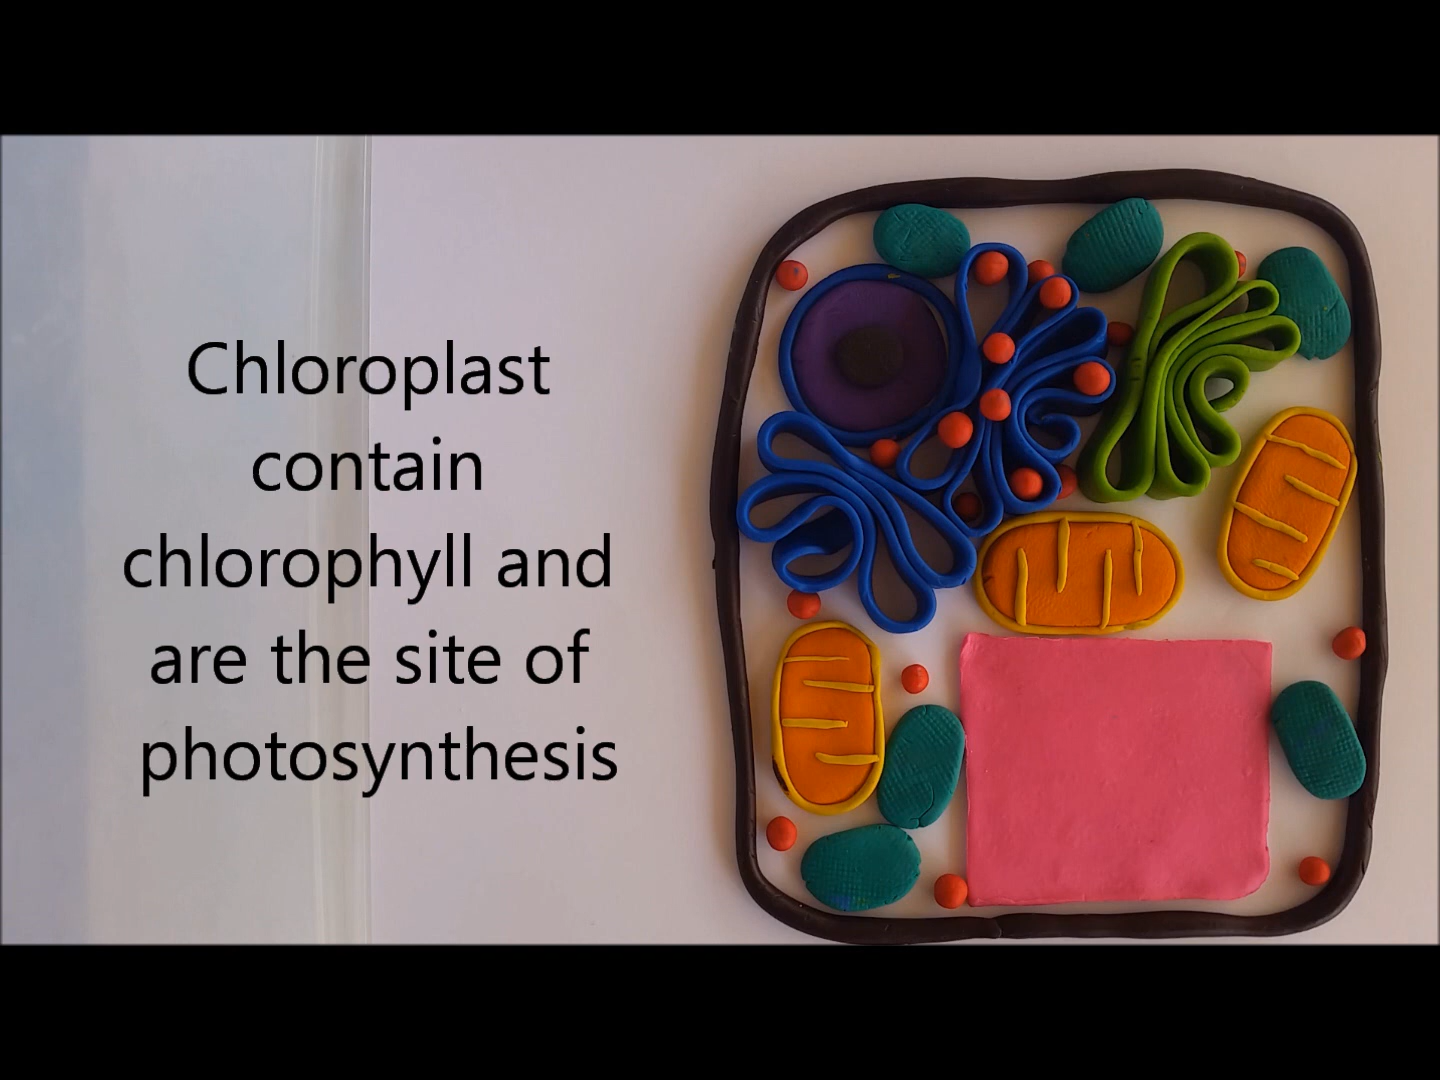 Chloroplast
contain
chlorophyll and
are the site of
photosynthesis